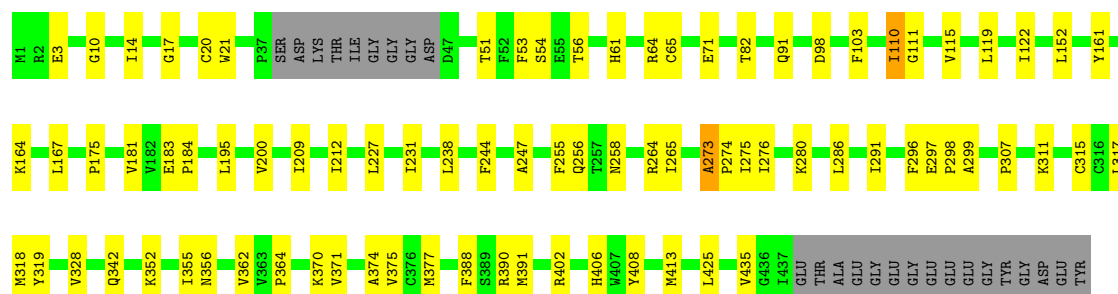 M1 R2 E3 G10 I14 G17 C20 W21 P37 SER ASP LYS THR ILE GLY GLY GLY ASP D47 T51 F52 F53 S54 E55 T56 H61 R64 C65 E71 T82 Q91 D98 F103 I110 G111 V115 L119 I122 L152 Y161
K164 L167 P175 V181 V182 E183 P184 L195 V200 I209 I212 L227 I231 L238 F244 A247 F255 Q256 T257 N258 R264 I265 A273 P274 I275 I276 K280 L286 I291 F296 E297 P298 A299 P307 K311 C315 C316 L317
M318 Y319 V328 Q342 K352 I355 N356 V362 V363 P364 K370 V371 A374 V375 C376 M377 F388 S389 R390 M391 R402 H406 W407 Y408 M413 L425 V435 G436 I437 GLU THR ALA GLU GLY GLU GLY GLU GLU GLU GLY TYR GLY ASP GLU TYR